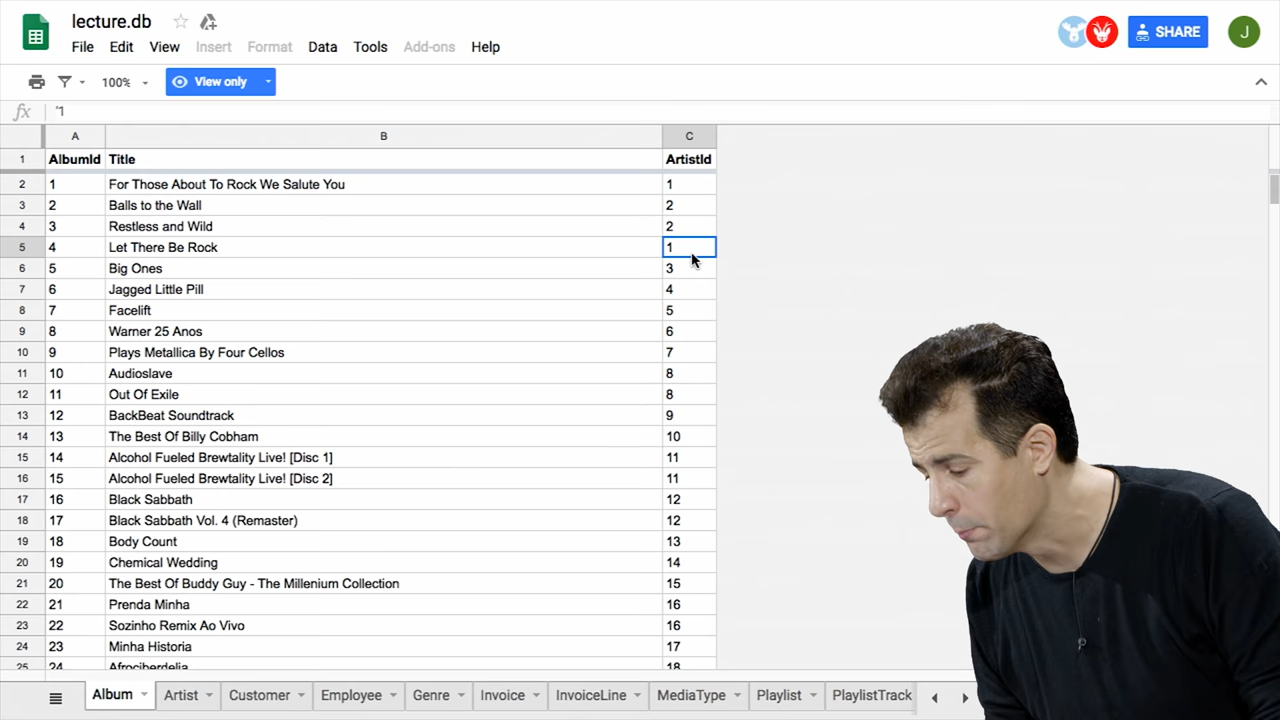 lecture.db
File Edit View Insert Format Data Tools Add-ons Help
SHARE
J
100%
View only
fx '1
A B C
1 AlbumId Title ArtistId
2 1 For Those About To Rock We Salute You 1
3 2 Balls to the Wall 2
4 3 Restless and Wild 2
5 4 Let There Be Rock 1
6 5 Big Ones 3
7 6 Jagged Little Pill 4
8 7 Facelift 5
9 8 Warner 25 Anos 6
10 9 Plays Metallica By Four Cellos 7
11 10 Audioslave 8
12 11 Out Of Exile 8
13 12 BackBeat Soundtrack 9
14 13 The Best Of Billy Cobham 10
15 14 Alcohol Fueled Brewtality Live! [Disc 1] 11
16 15 Alcohol Fueled Brewtality Live! [Disc 2] 11
17 16 Black Sabbath 12
18 17 Black Sabbath Vol. 4 (Remaster) 12
19 18 Body Count 13
20 19 Chemical Wedding 14
21 20 The Best Of Buddy Guy - The Millenium Collection 15
22 21 Prenda Minha 16
23 22 Sozinho Remix Ao Vivo 16
24 23 Minha Historia 17
25 24 Afrociberdelia 18
Album Artist Customer Employee Genre Invoice InvoiceLine MediaType Playlist PlaylistTrack